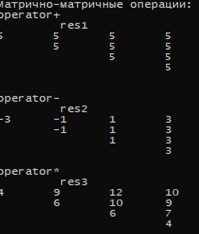 Матрично-матричные операции:
operator+
res1
5 5 5 5
5 5 5
5 5
5
operator-
res2
-3 -1 1 3
-1 1 3
1 3
3
operator*
res3
4 9 12 10
6 10 9
6 7
4